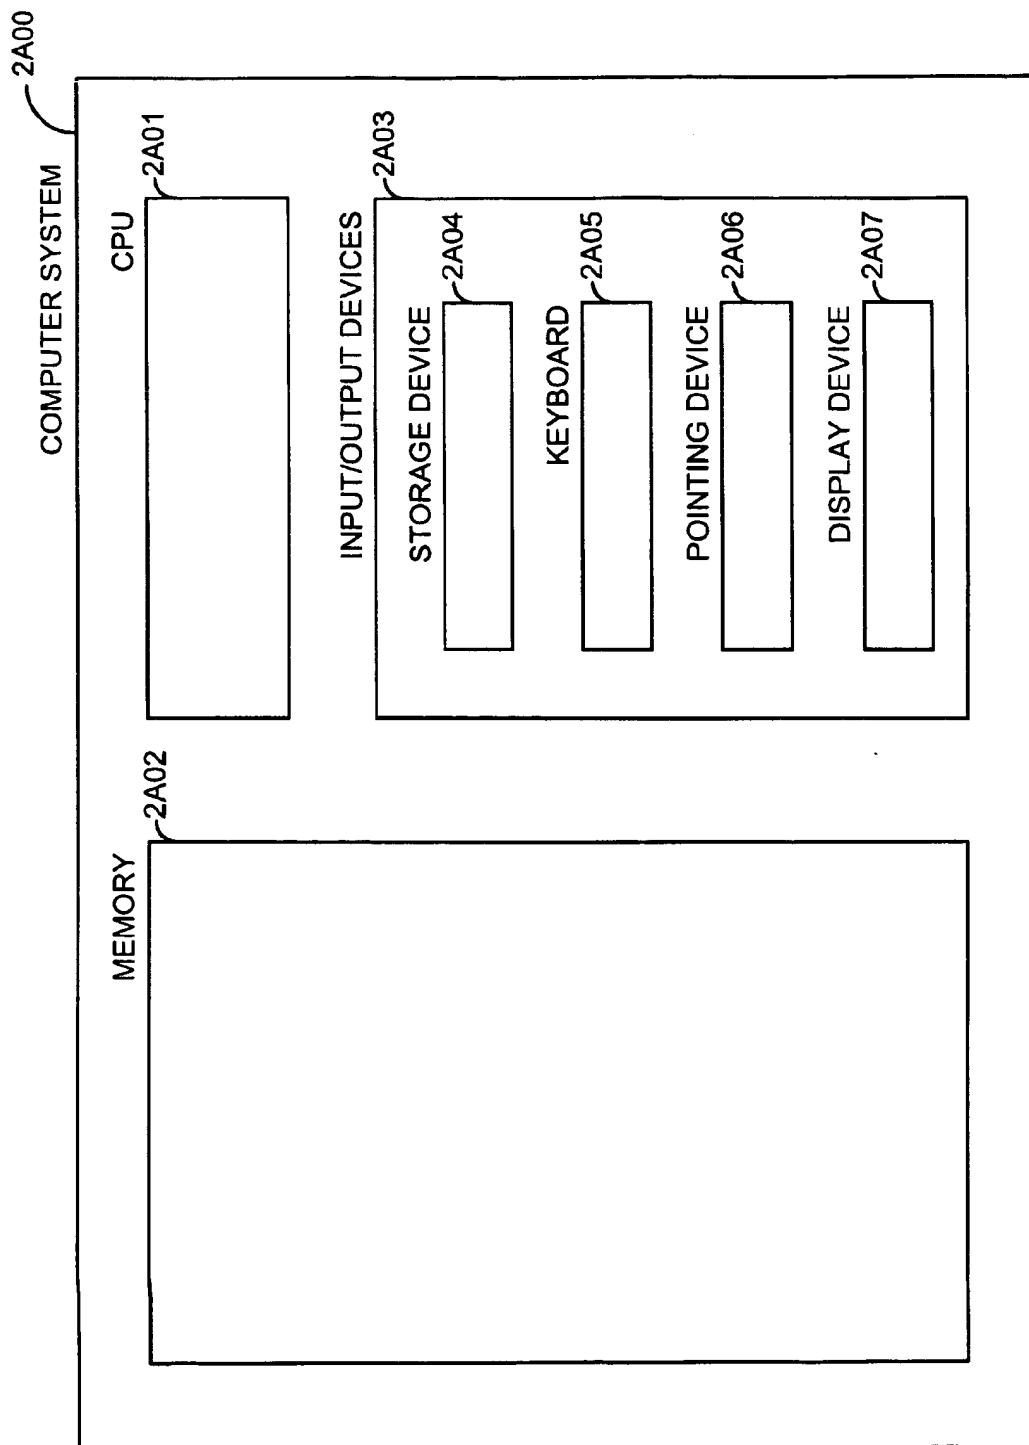 COMPUTER SYSTEM
2A00
MEMORY
2A02
CPU
2A01
INPUT/OUTPUT DEVICES
2A03
STORAGE DEVICE
2A04
KEYBOARD
2A05
POINTING DEVICE
2A06
DISPLAY DEVICE
2A07